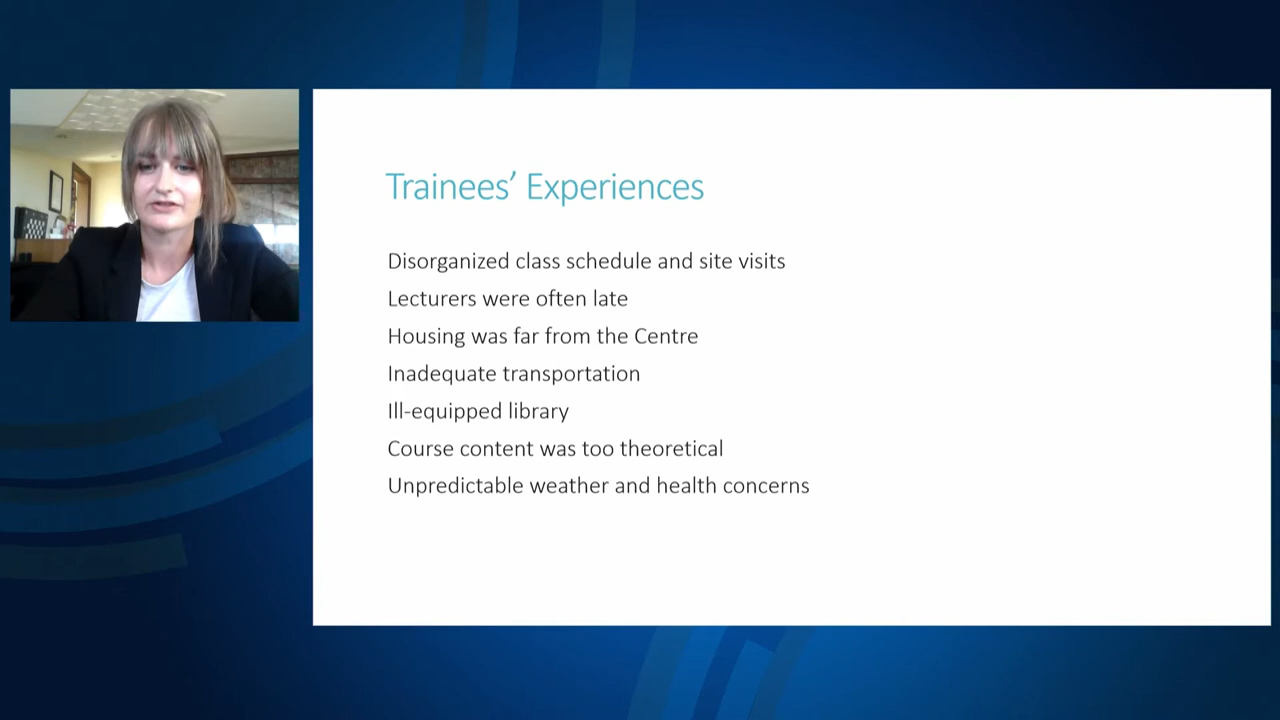 Trainees’ Experiences
Disorganized class schedule and site visits
Lecturers were often late
Housing was far from the Centre
Inadequate transportation
Ill-equipped library
Course content was too theoretical
Unpredictable weather and health concerns